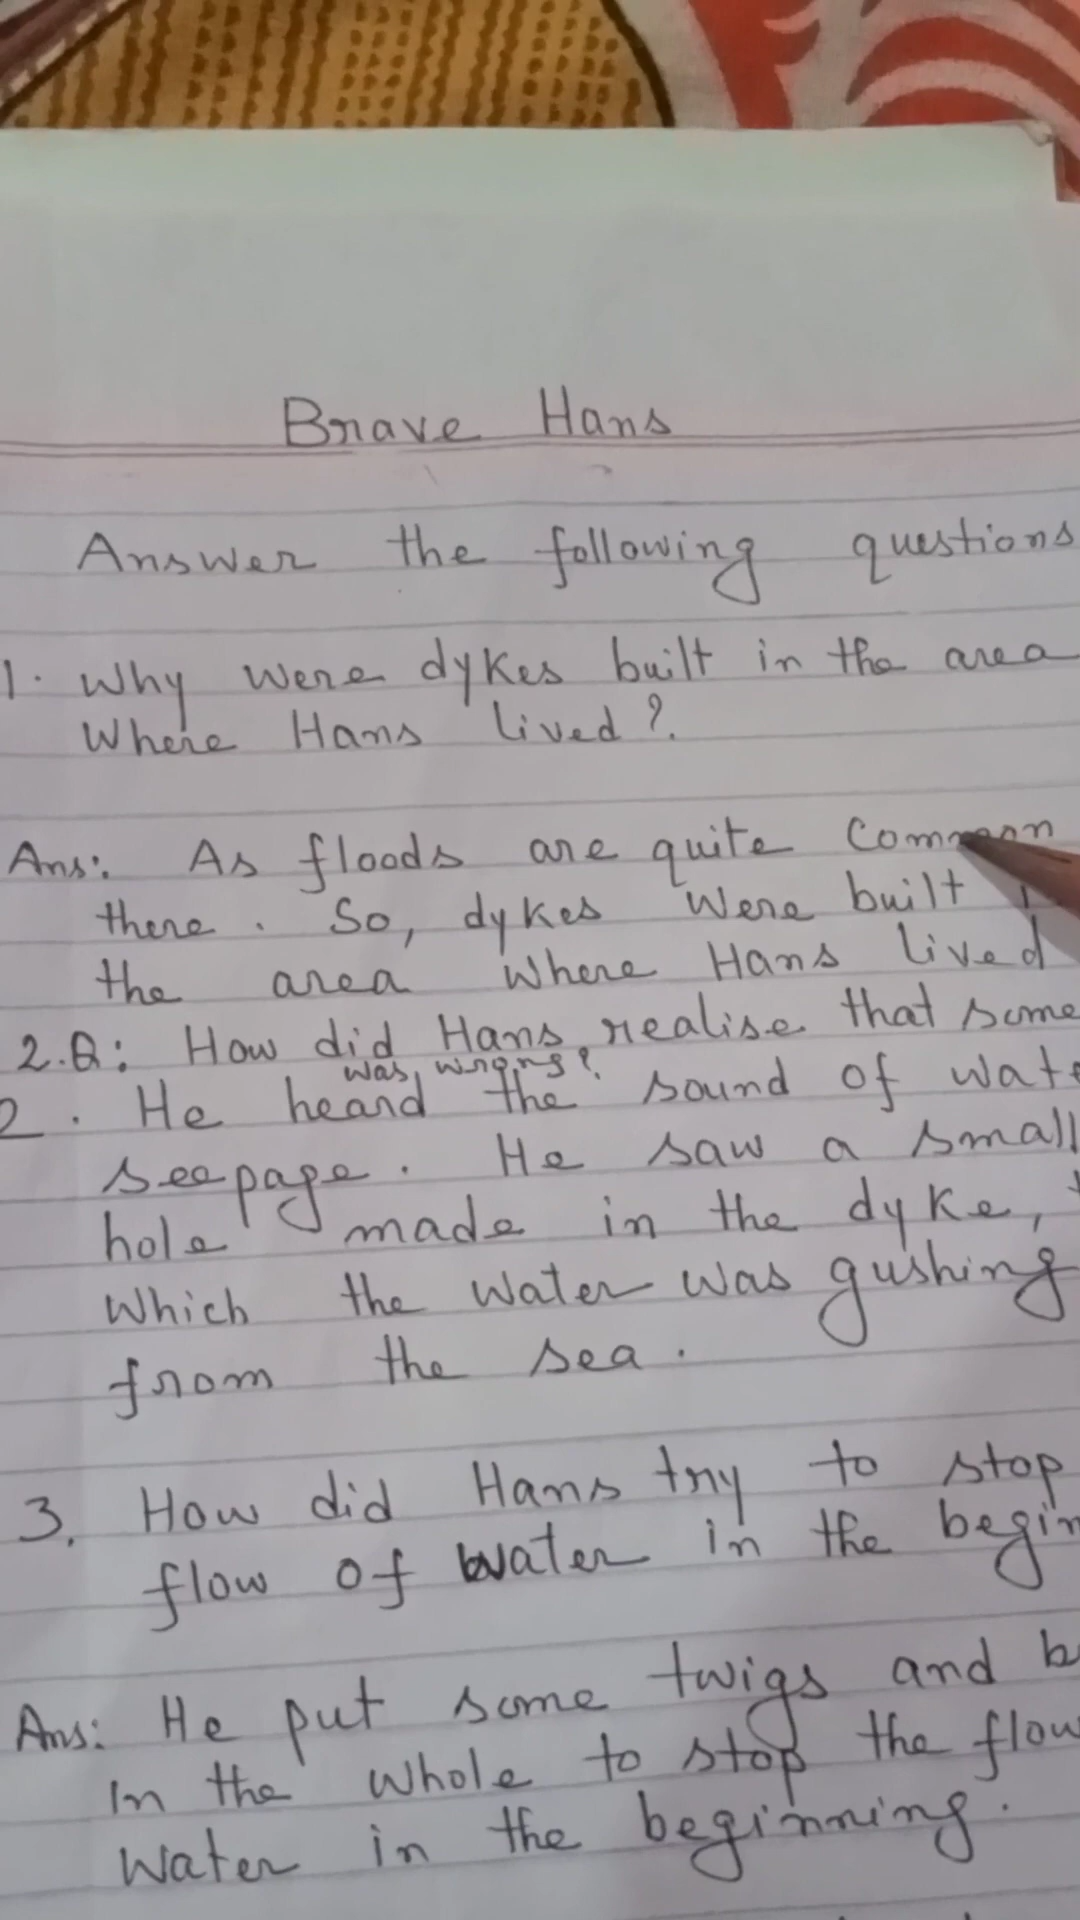 Brave Hans
Answer the following questions
1. Why were dykes built in the area
Where Hans lived?
Ans: As floods are quite Common
there. So, dykes Were built
the area Where Hans lived
2.Q: How did Hans realise that some
was wrong?
2. He heard the sound of wate
seepage. He saw a small
hole made in the dyke,
Which the Water was gushing
from the sea.
3. How did Hans try to stop
flow of water in the begin
Ans: He put some twigs and b
In the whole to stop the flow
Water in the beginning.